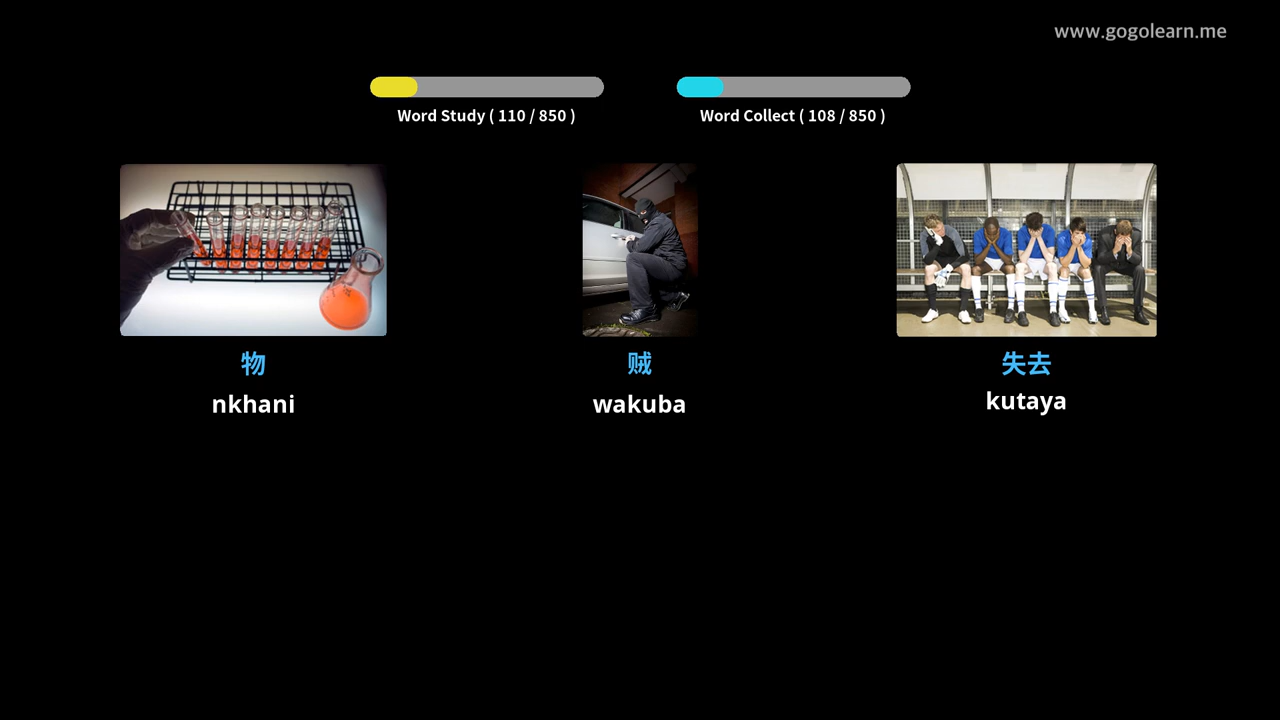 www.gogolearn.me
Word Study ( 110 / 850 )
Word Collect ( 108 / 850 )
物
nkhani
贼
wakuba
失去
kutaya